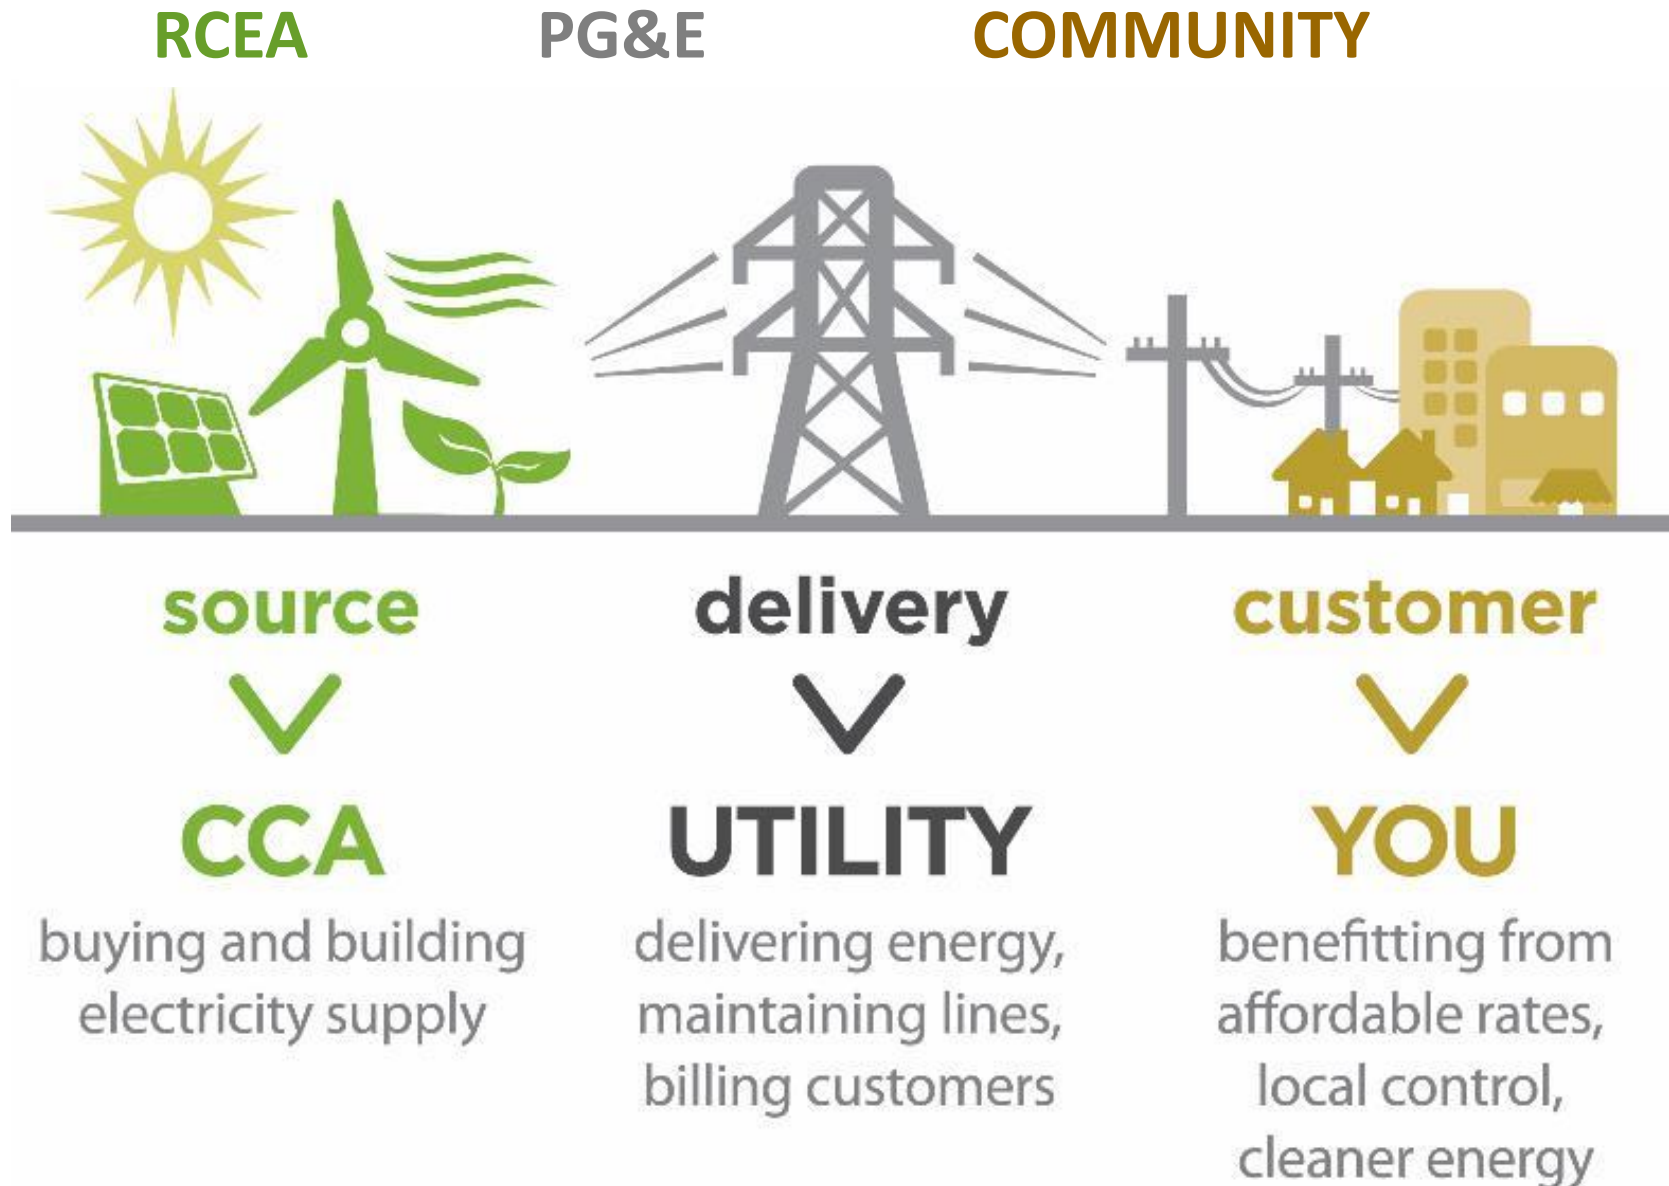 RCEA
PG&E
COMMUNITY
source
delivery
customer
CCA
UTILITY
YOU
buying and building
electricity supply
delivering energy,
maintaining lines,
billing customers
benefitting from
affordable rates,
local control,
cleaner energy